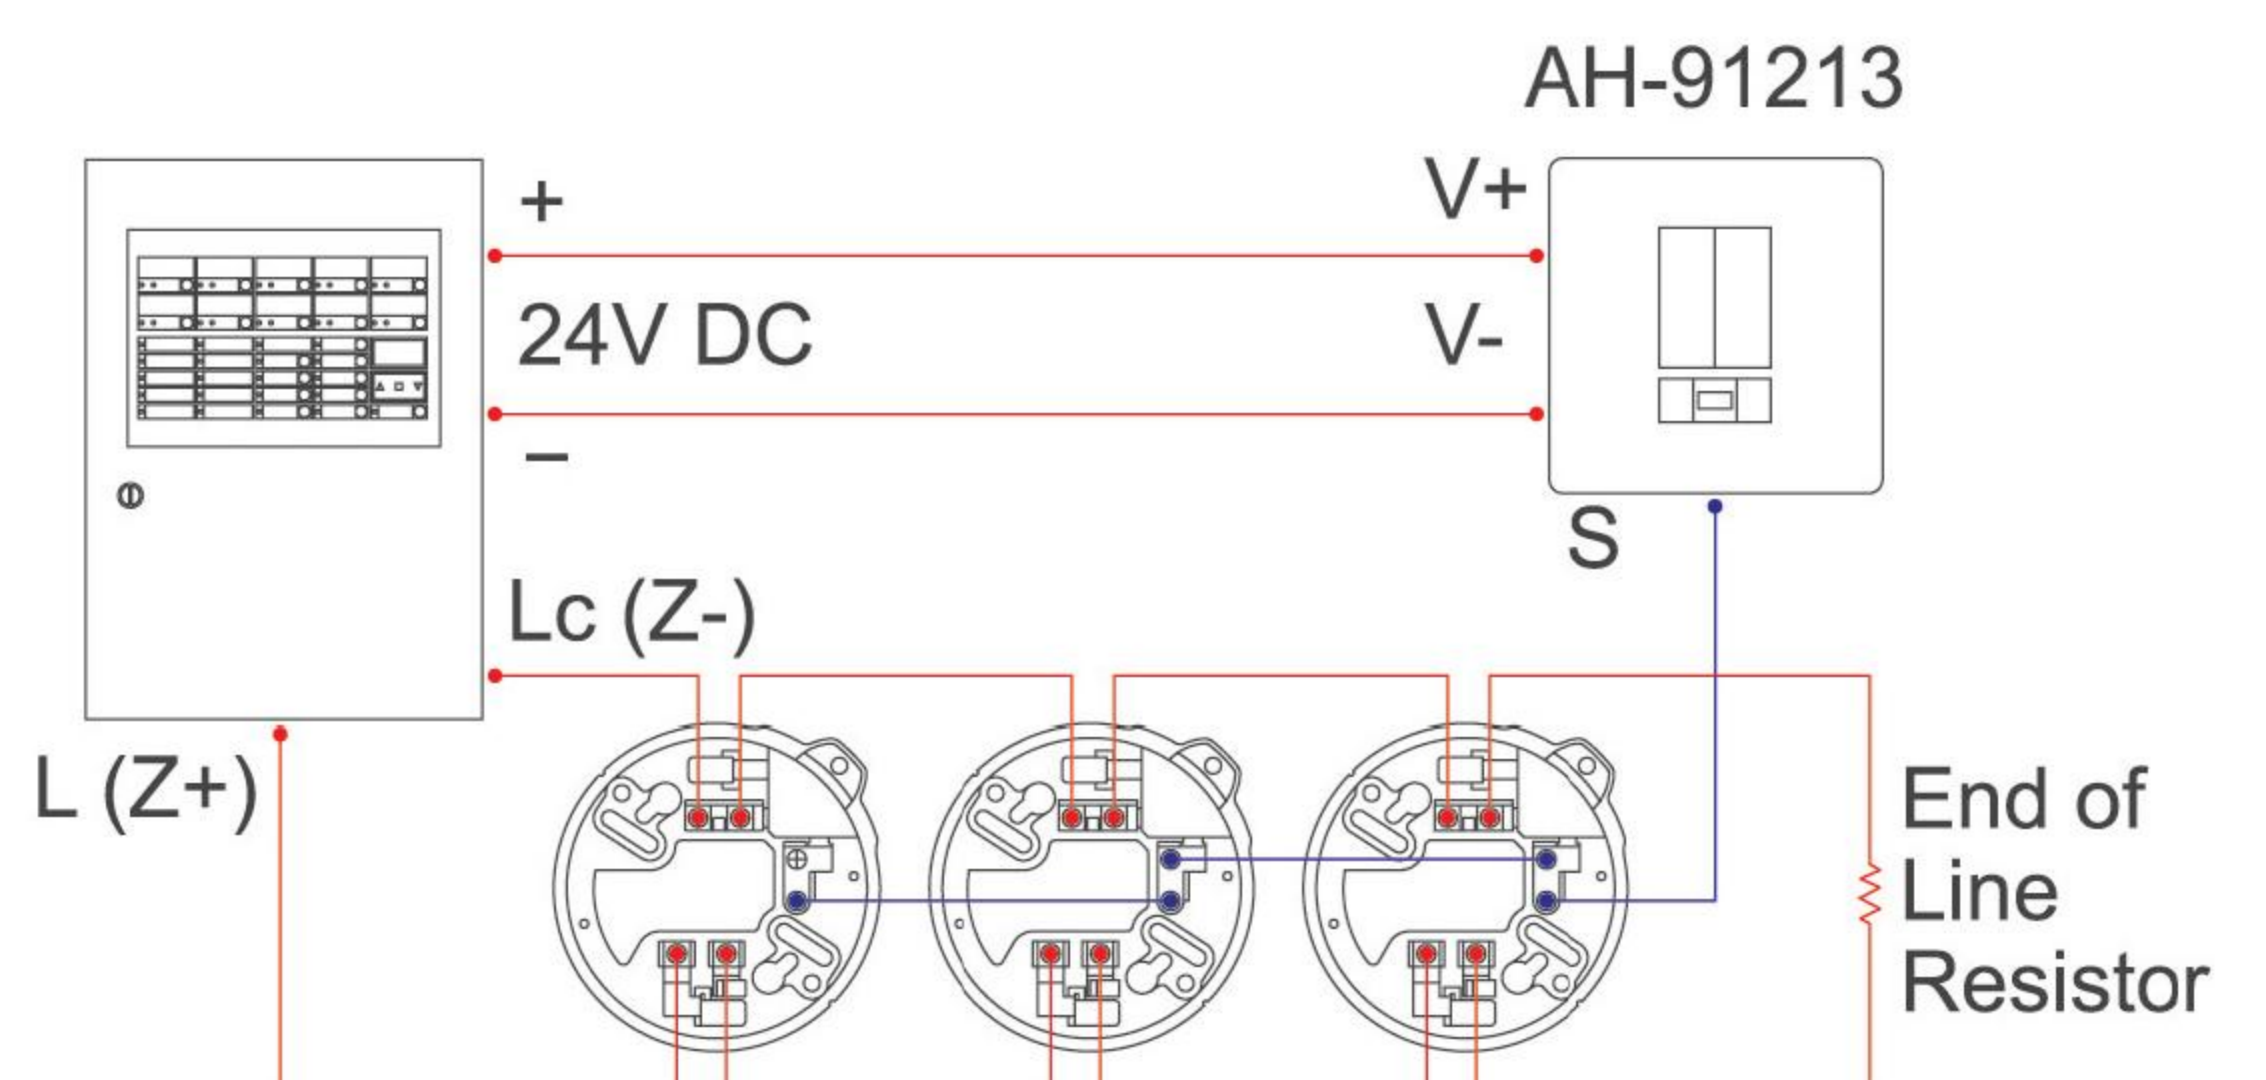 AH-91213
+
V+
24V DC
V-
–
S
Lc (Z-)
L (Z+)
End of
Line
Resistor